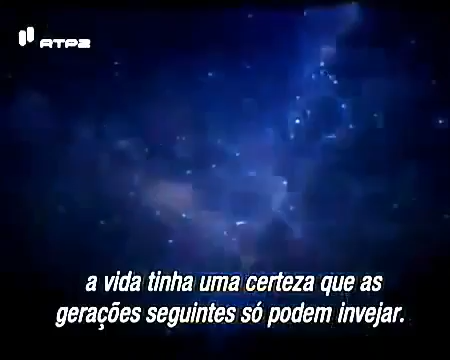 RTP2
a vida tinha uma certeza que as
gerações seguintes só podem invejar.